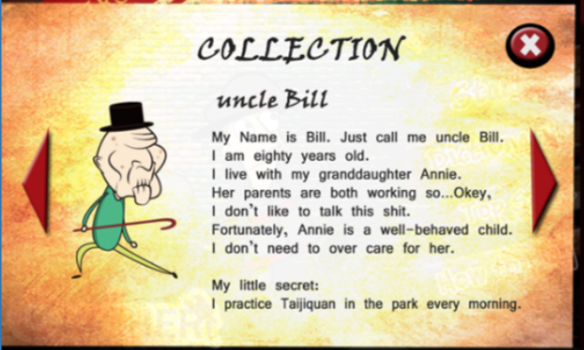 COLLECTION
uncle Bill
My Name is Bill. Just call me uncle Bill.
I am eighty years old.
I live with my granddaughter Annie.
Her parents are both working so...Okey,
I don't like to talk this shit.
Fortunately, Annie is a well-behaved child.
I don't need to over care for her.
My little secret:
I practice Taijiquan in the park every morning.